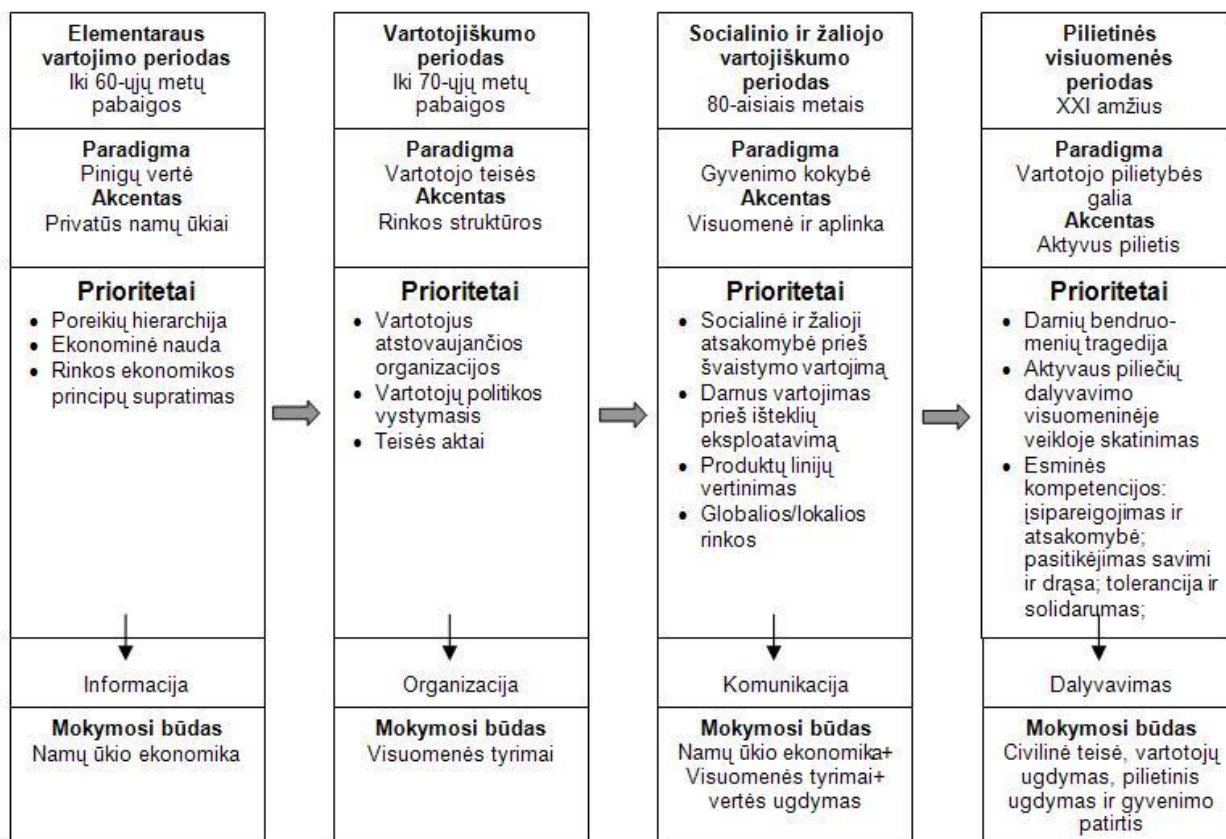 Elementaraus
vartojimo periodas
Iki 60-ųjų metų
pabaigos
Paradigma
Pinigų vertė
Akcentas
Privatūs namų ūkiai
Prioritetai
• Poreikių hierarchija
• Ekonominė nauda
• Rinkos ekonomikos
principų supratimas
Informacija
Mokymosi būdas
Namų ūkio ekonomika
Vartotojiškumo
periodas
Iki 70-ųjų metų
pabaigos
Paradigma
Vartotojo teisės
Akcentas
Rinkos struktūros
Prioritetai
• Vartotojus
atstovaujančios
organizacijos
• Vartotojų politikos
vystymasis
• Teisės aktai
Organizacija
Mokymosi būdas
Visuomenės tyrimai
Socialinio ir žaliojo
vartojiškumo
periodas
80-aisiais metais
Paradigma
Gyvenimo kokybė
Akcentas
Visuomenė ir aplinka
Prioritetai
• Socialinė ir žalioji
atsakomybė prieš
švaistymo vartojimą
• Darnus vartojimas
prieš išteklių
eksploatavimą
• Produktų linijų
vertinimas
• Globalios/lokalios
rinkos
Komunikacija
Mokymosi būdas
Namų ūkio ekonomika+
Visuomenės tyrimai+
vertės ugdymas
Pilietinės
visiuomenės
periodas
XXI amžius
Paradigma
Vartotojo pilietybės
galia
Akcentas
Aktyvus pilietis
Prioritetai
• Darnių bendruo-
menių tragedija
• Aktyvaus piliečių
dalyvavimo
visuomeninėje
veikloje skatinimas
• Esminės
kompetencijos:
įsipareigojimas ir
atsakomybė;
pasitikėjimas savimi
ir drąsa; tolerancija ir
solidarumas;
Dalyvavimas
Mokymosi būdas
Civilinė teisė, vartotojų
ugdymas, pilietinis
ugdymas ir gyvenimo
patirtis